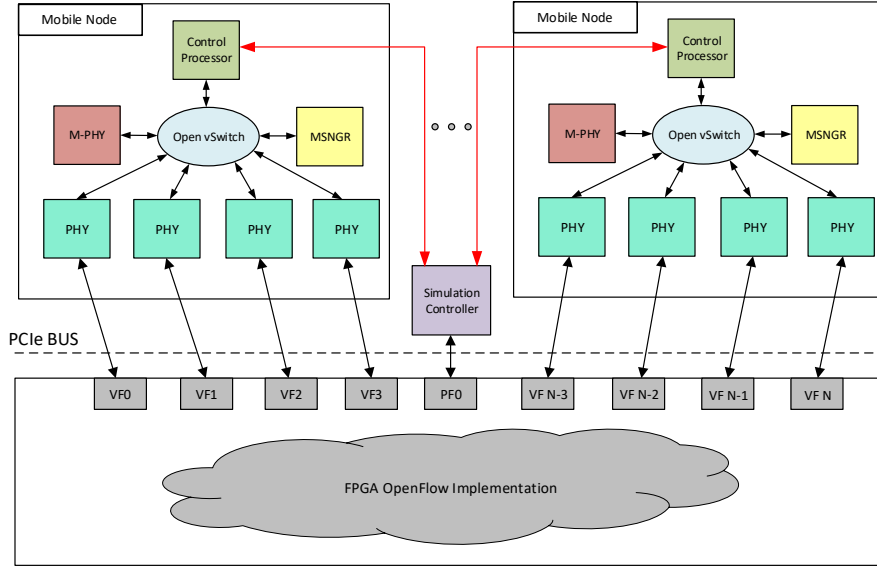 Mobile Node
Mobile Node
Control
Processor
Control
Processor
M-PHY
Open vSwitch
MSNGR
M-PHY
Open vSwitch
MSNGR
PHY
PHY
PHY
PHY
PHY
PHY
PHY
PHY
Simulation
Controller
PCIe BUS
VF0
VF1
VF2
VF3
PF0
VF N-3
VF N-2
VF N-1
VF N
FPGA OpenFlow Implementation